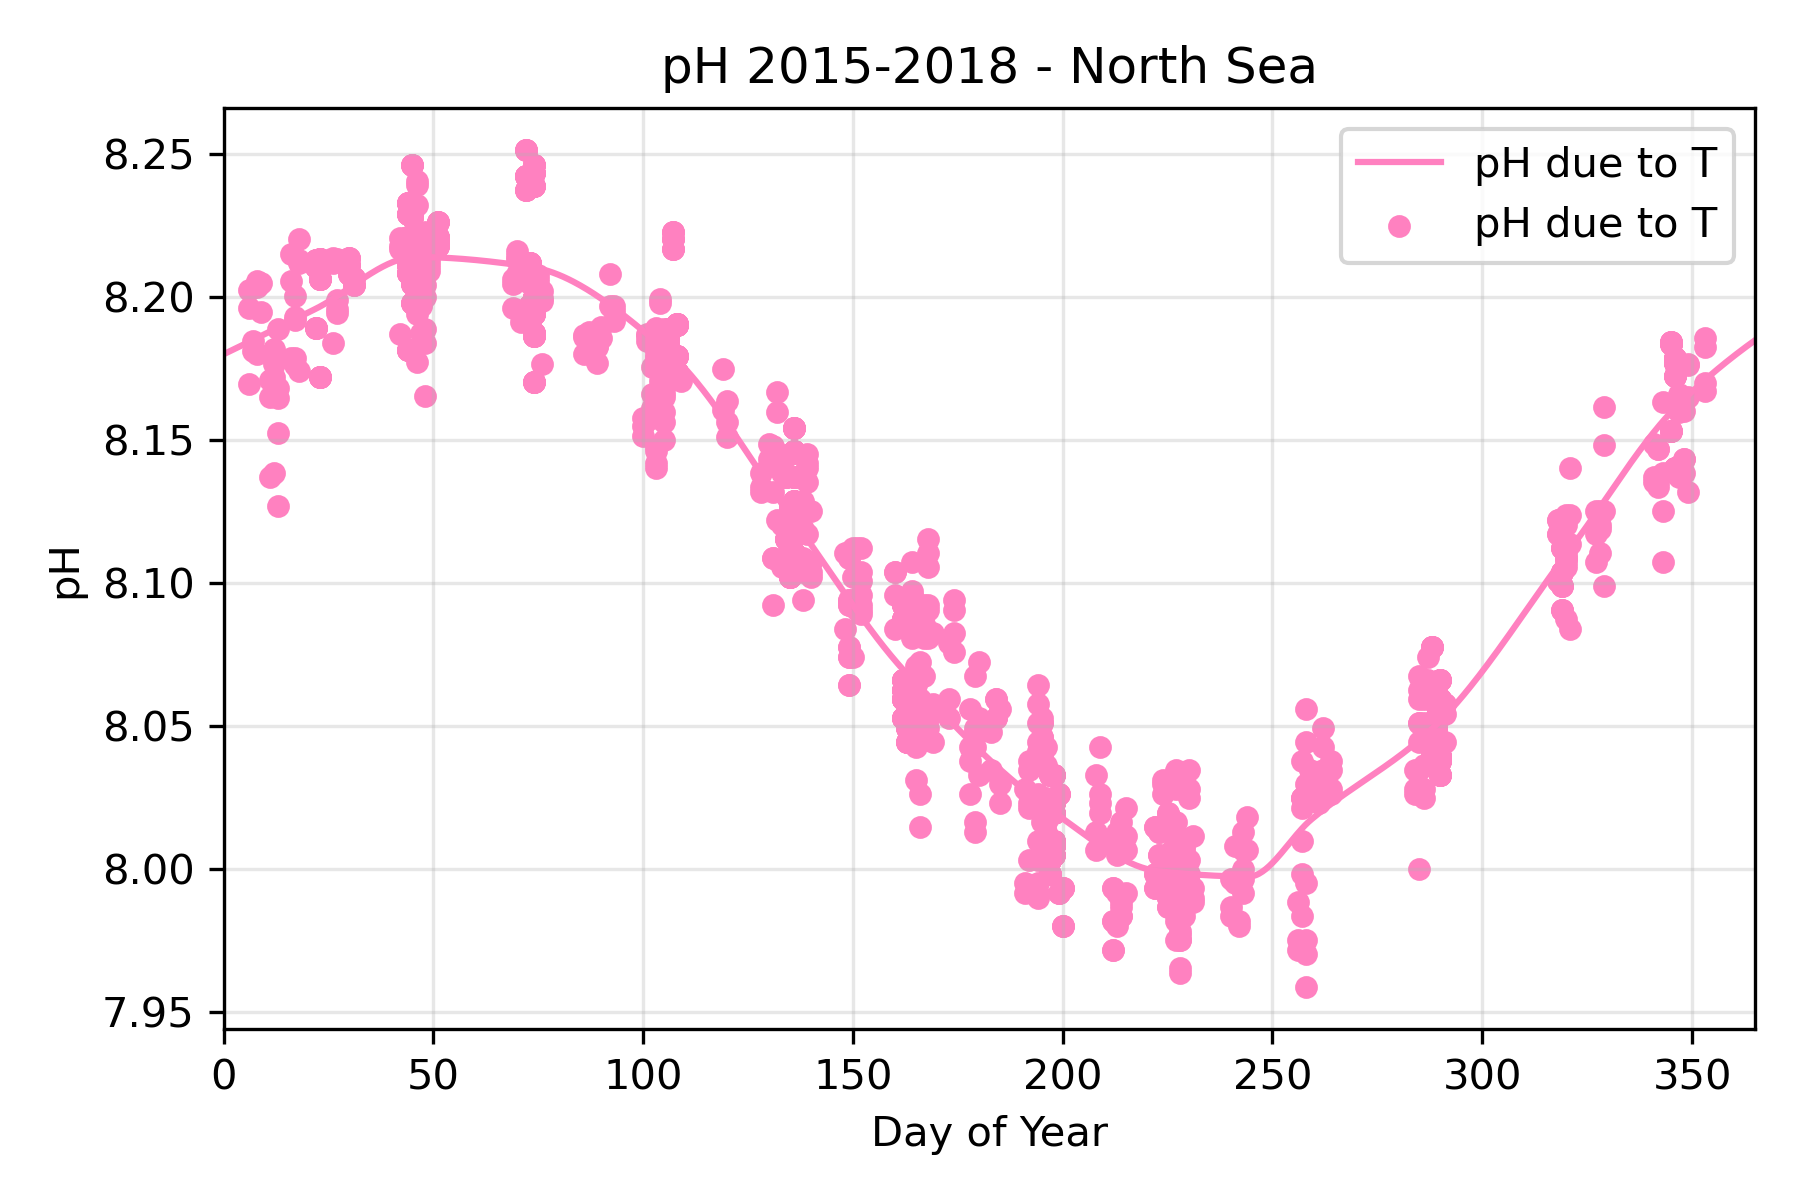 pH 2015-2018 - North Sea
pH due to T
pH due to T
8.25
8.20
8.15
8.10
8.05
8.00
7.95
pH
0 50 100 150 200 250 300 350
Day of Year